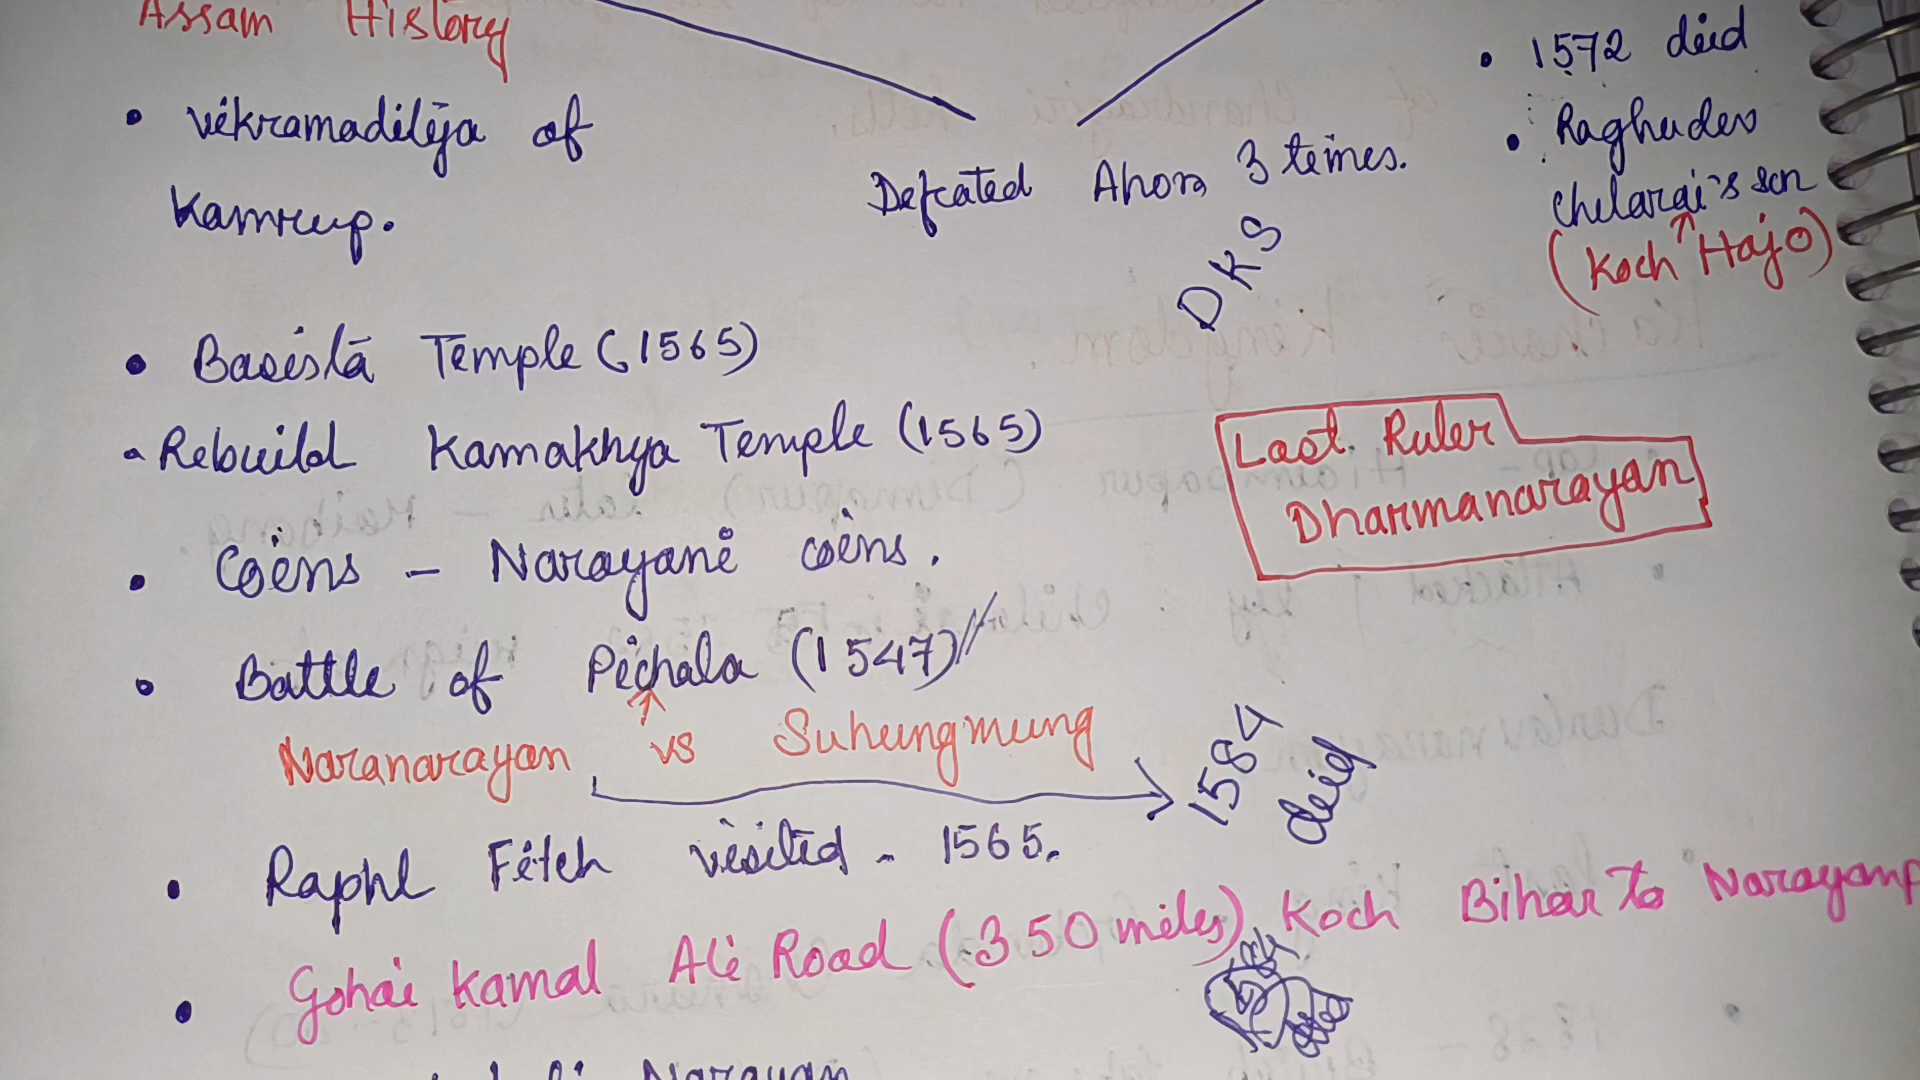 Assam History
• Vikramaditya of
Kamrup.
Defeated Ahom 3 times.
DKS
• 1572 died
• Raghudev
Chilarai's son
(Koch Hajo)
• Basista Temple (1565)
• Rebuild Kamakhya Temple (1565)
Last Ruler
Dharmanarayan
• Coins - Narayani coins.
• Battle of Pichala (1547)//
Naranarayan vs Suhungmung
1584
died
• Raphl Fitch visited - 1565.
• Gohai Kamal Ali Road (350 miles) Koch Bihar to Narayanp
Narayan